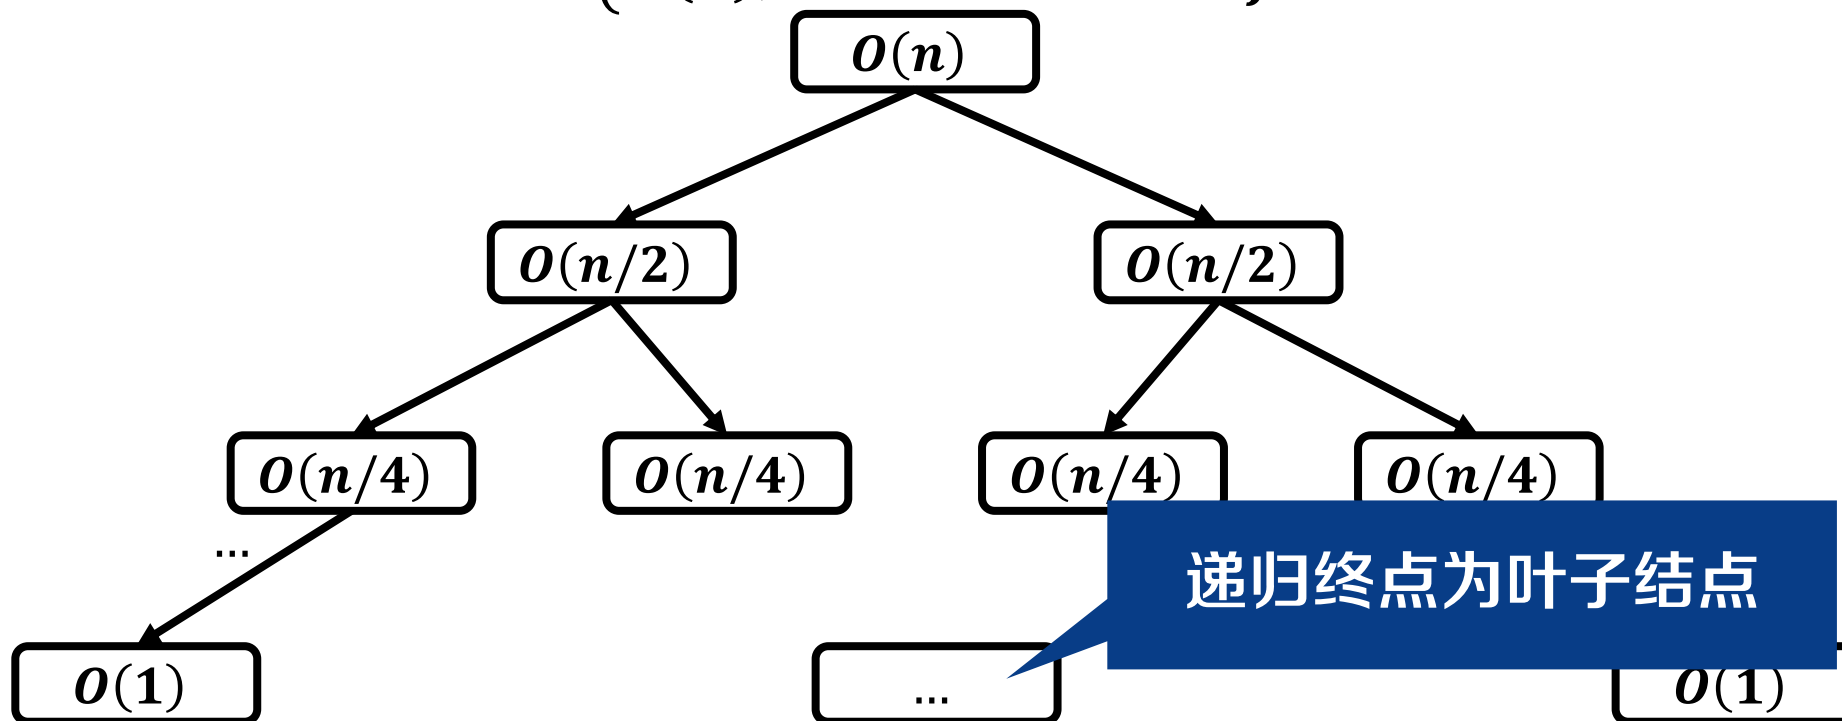 O(n)
O(n/2) O(n/2)
O(n/4) O(n/4) O(n/4) O(n/4)
...
递归终点为叶子结点
O(1) ... O(1)